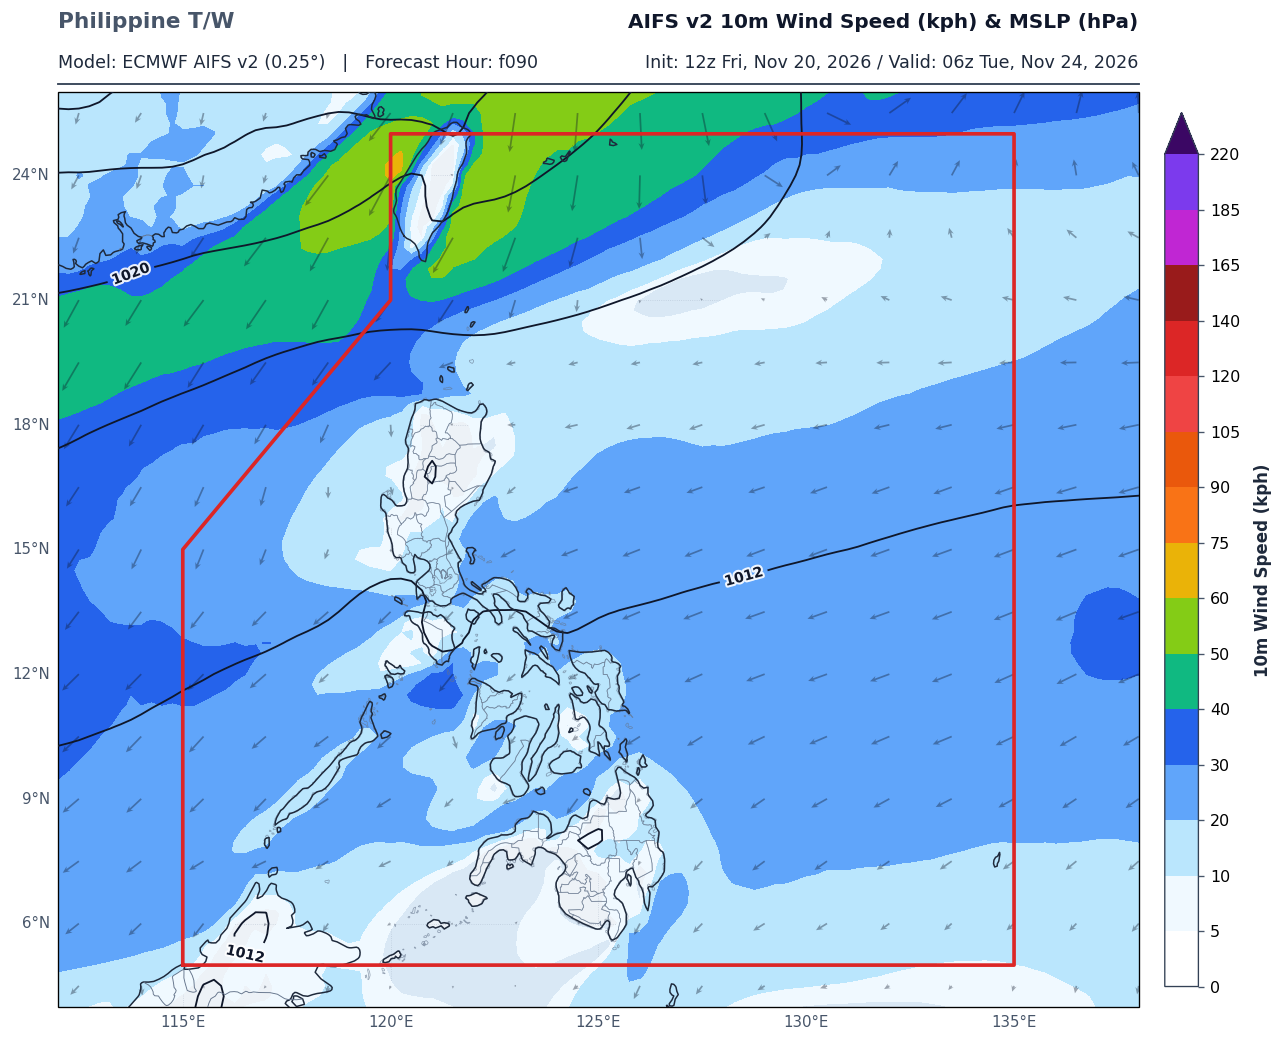 Philippine T/W
AIFS v2 10m Wind Speed (kph) & MSLP (hPa)
Model: ECMWF AIFS v2 (0.25°) | Forecast Hour: f090
Init: 12z Fri, Nov 20, 2026 / Valid: 06z Tue, Nov 24, 2026
24°N
21°N
18°N
15°N
12°N
9°N
6°N
1020
1012
1012
115°E
120°E
125°E
130°E
135°E
220
185
165
140
120
105
90
75
60
50
40
30
20
10
5
0
10m Wind Speed (kph)